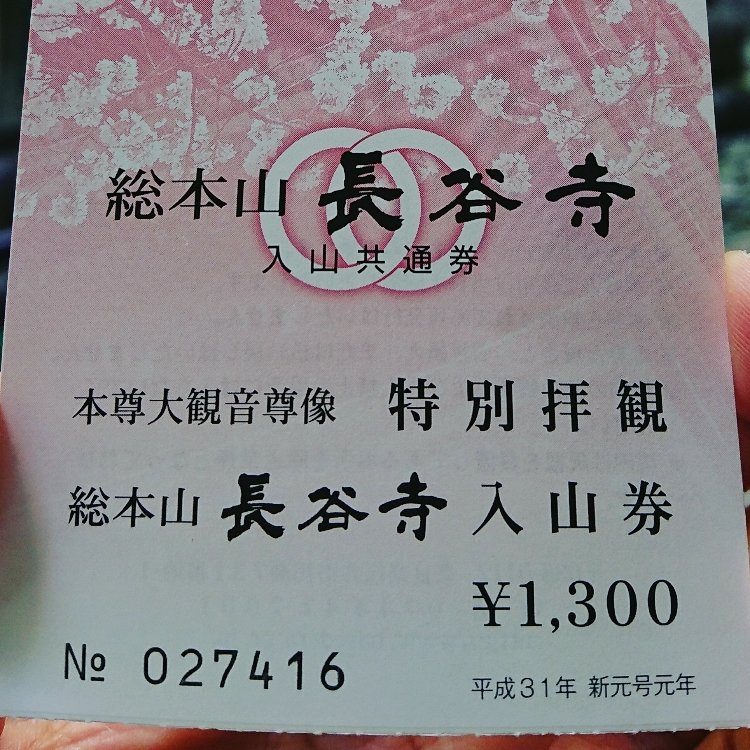 総本山 長谷寺
入山共通券
本尊大観音尊像 特別拝観
総本山 長谷寺 入山券
¥1,300
№ 027416
平成31年 新元号元年